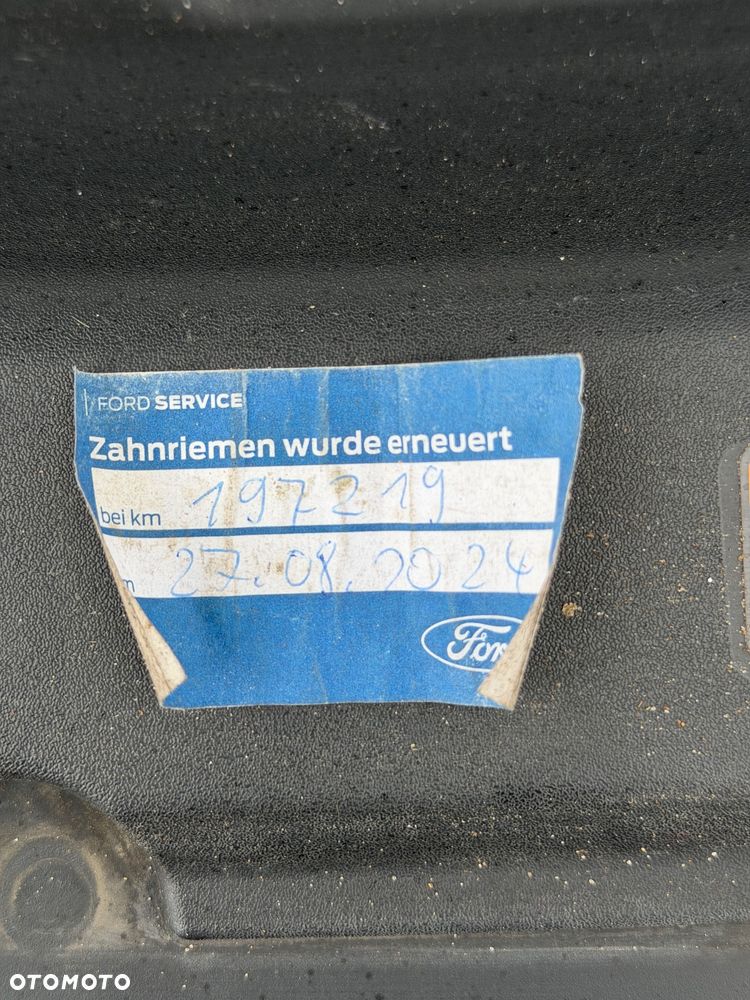 FORD SERVICE
Zahnriemen wurde erneuert
bei km 197219
27.08.2024
Ford
OTOMOTO